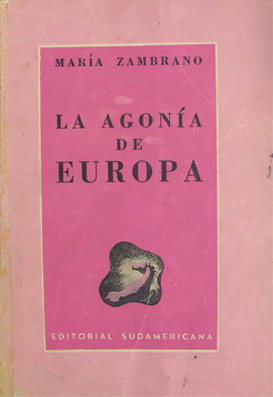 MARÍA ZAMBRANO
LA AGONÍA
DE
EUROPA
EDITORIAL SUDAMERICANA